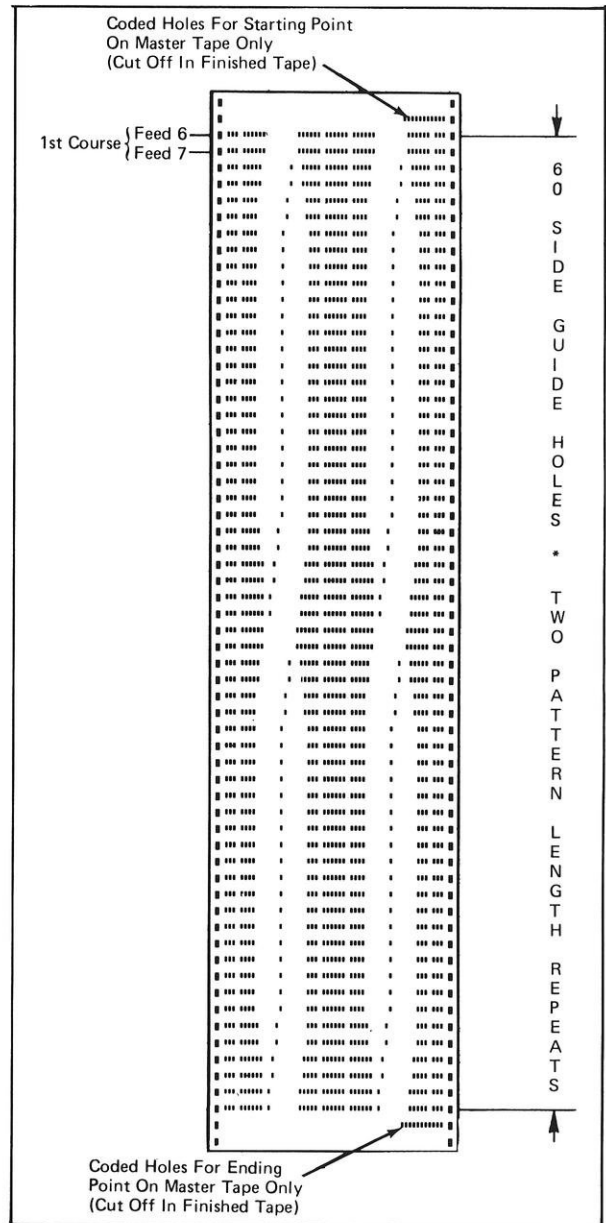 Coded Holes For Starting Point
On Master Tape Only
(Cut Off In Finished Tape)
1st Course { Feed 6
Feed 7
60 SIDE GUIDE HOLES * TWO PATTERN LENGTH REPEATS
Coded Holes For Ending
Point On Master Tape Only
(Cut Off In Finished Tape)